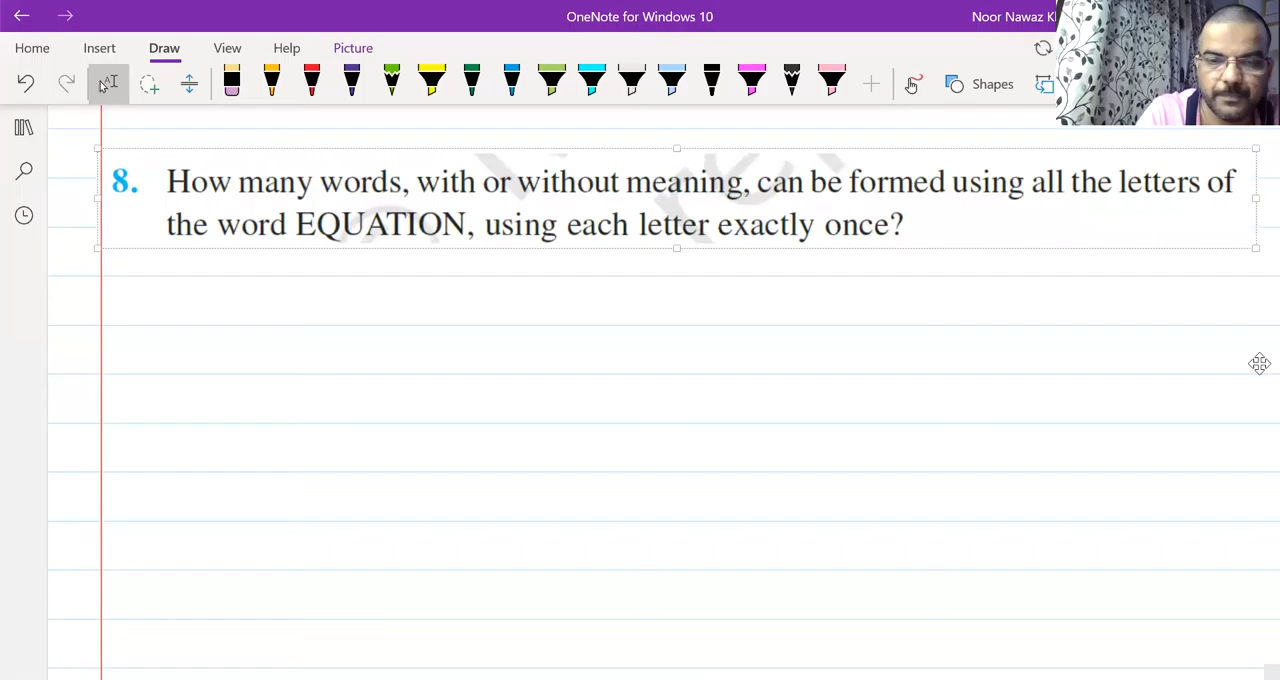 OneNote for Windows 10
Noor Nawaz K
Home Insert Draw View Help Picture
Shapes
8. How many words, with or without meaning, can be formed using all the letters of
the word EQUATION, using each letter exactly once?